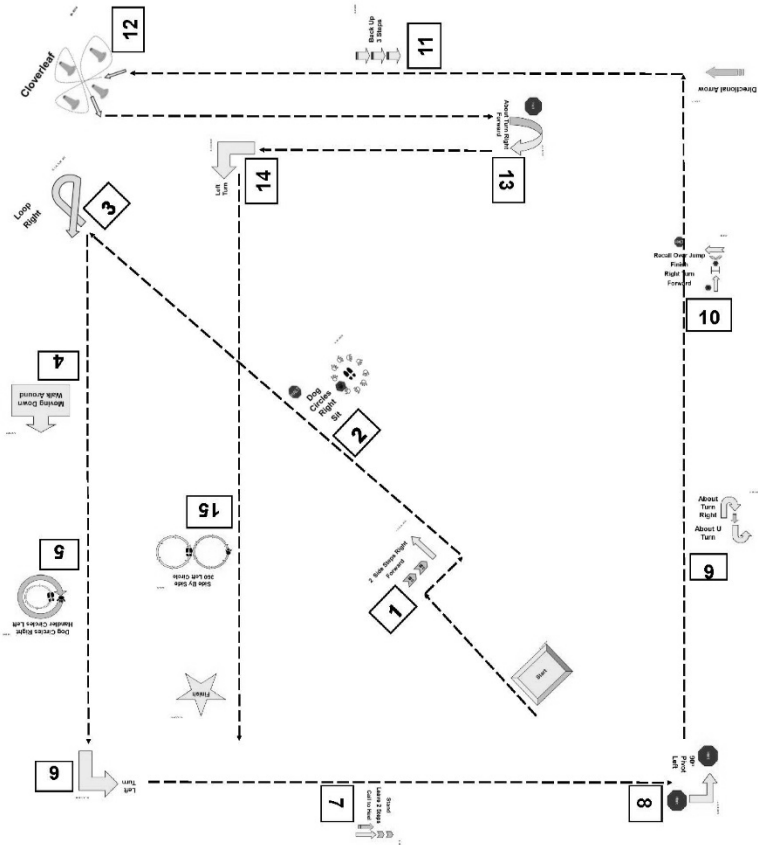 Start
1
2 Side Steps Right
Forward
2
Dog
Circles
Right
Sit
3
Loop
Right
4
Moving Down
Walk Around
5
Dog Circles Right
Handler Circles Left
6
Left
Turn
7
Stand
Leave 2 Steps
Call to Heel
8
90°
Pivot
Left
9
About
Turn
Right
About U
Turn
10
Recall Over Jump
Finish
Right Turn
Forward
Directional Arrow
11
Back Up
3 Steps
12
Cloverleaf
13
About Turn Right
Forward
14
Left
Turn
15
Side By Side
360 Left Circle
Finish